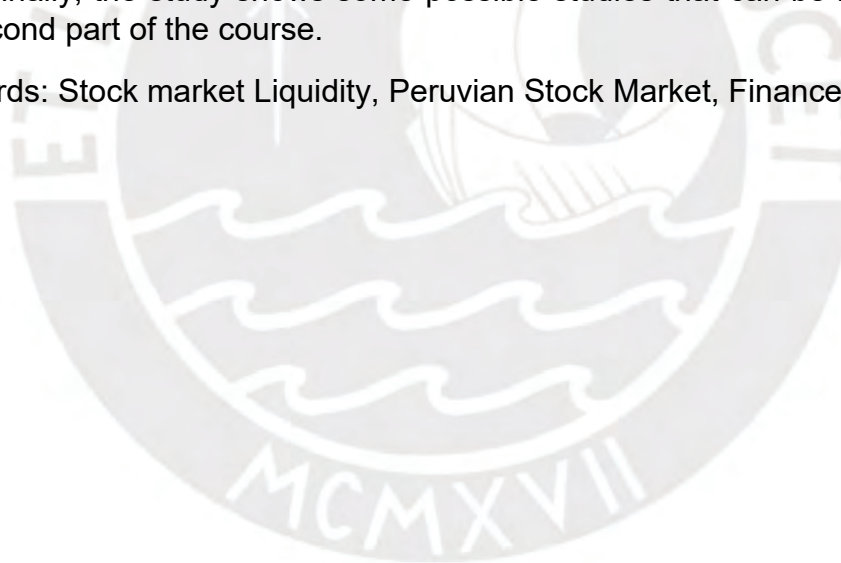 inally, the study shows some possible studies that can be
cond part of the course.
rds: Stock market Liquidity, Peruvian Stock Market, Finance
ET
MCMXVII